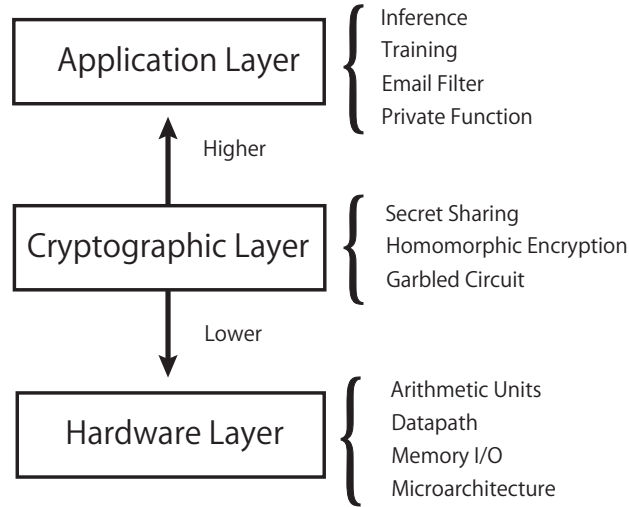 Application Layer
Inference
Training
Email Filter
Private Function
Higher
Cryptographic Layer
Secret Sharing
Homomorphic Encryption
Garbled Circuit
Lower
Hardware Layer
Arithmetic Units
Datapath
Memory I/O
Microarchitecture